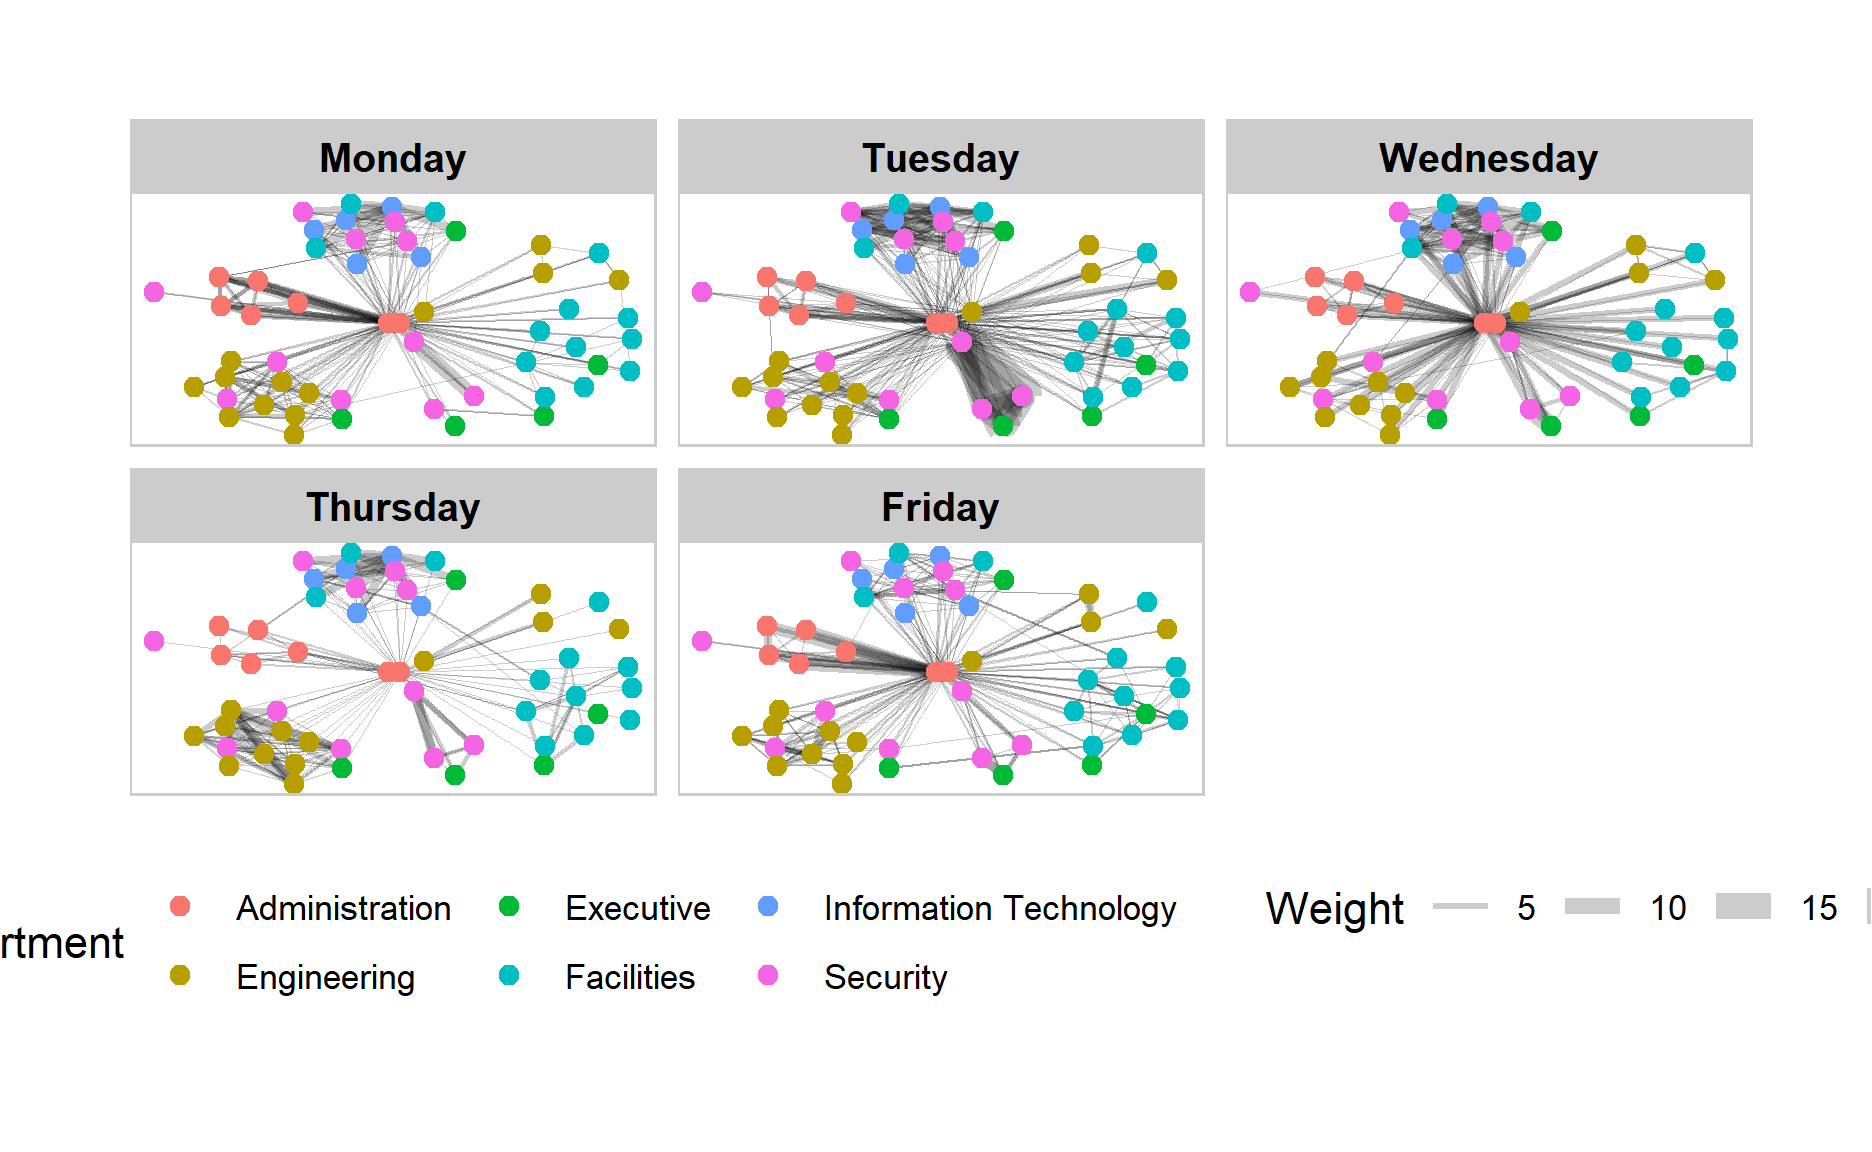 Monday
Tuesday
Wednesday
Thursday
Friday
rtment
Administration
Executive
Information Technology
Engineering
Facilities
Security
Weight
5
10
15